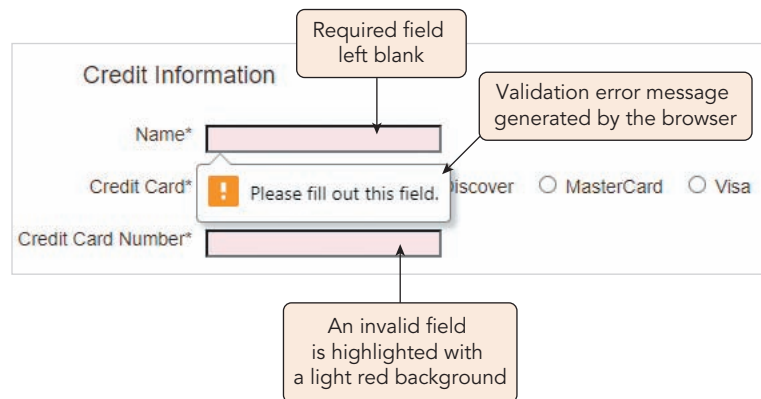 Required field
left blank
Credit Information
Validation error message
generated by the browser
Name*
Credit Card*
Please fill out this field.
iscover
MasterCard
Visa
Credit Card Number*
An invalid field
is highlighted with
a light red background